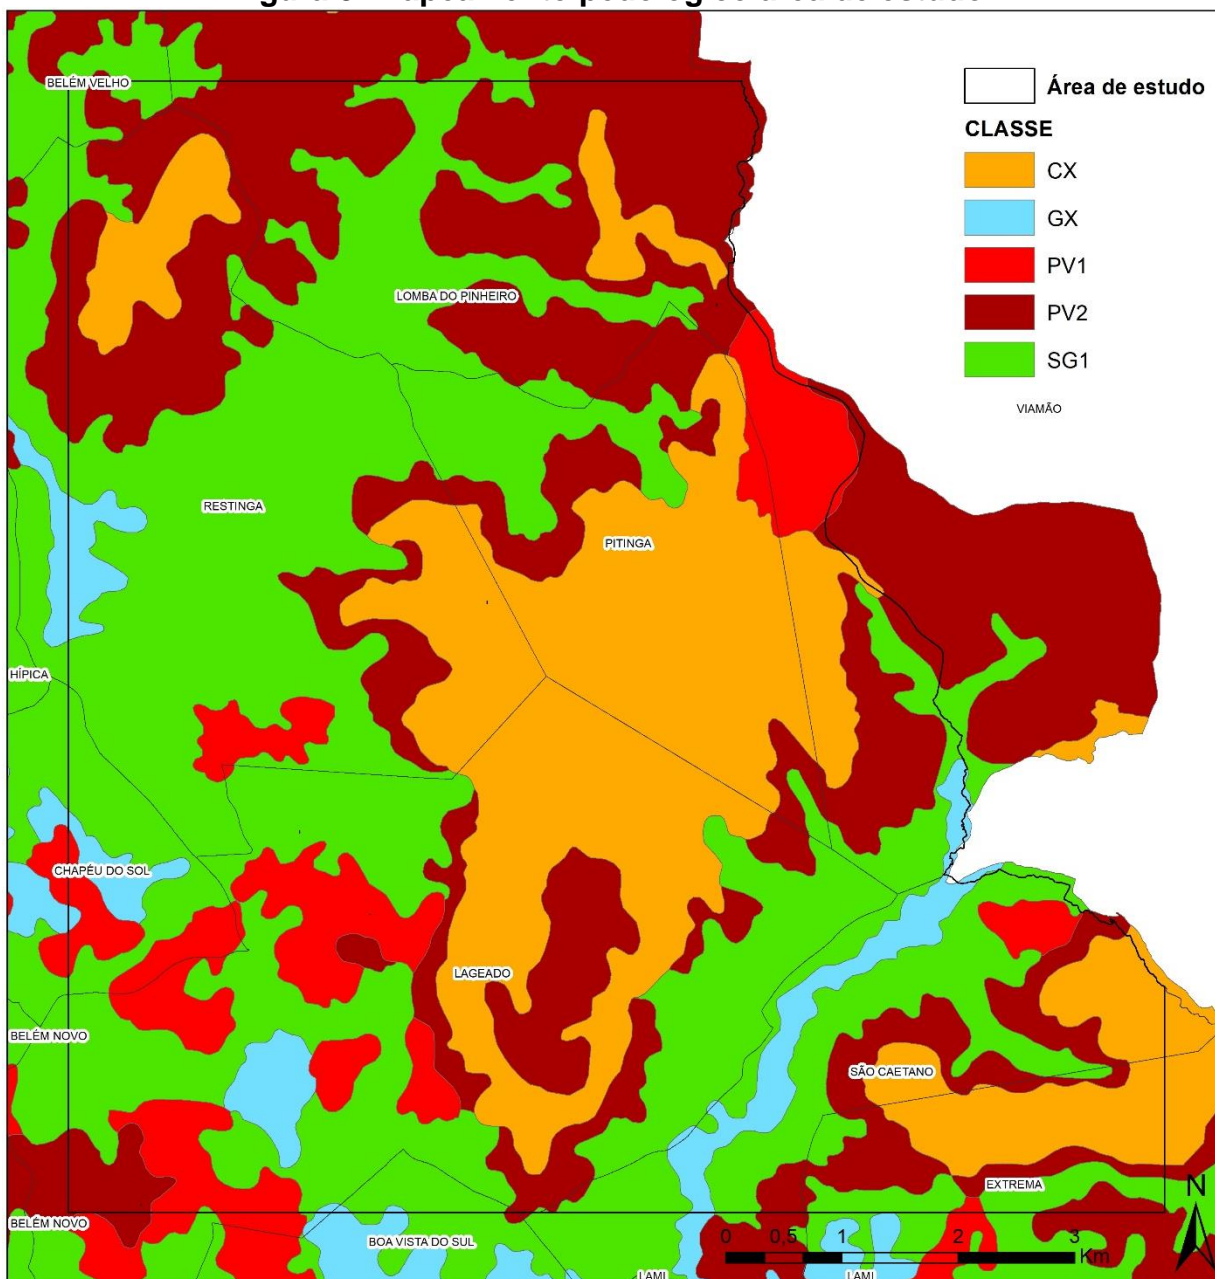 BELÉM VELHO
Área de estudo
CLASSE
CX
GX
PV1
PV2
SG1
VIAMÃO
LOMBA DO PINHEIRO
RESTINGA
PITINGA
HÍPICA
CHAPÉU DO SOL
LAGEADO
BELÉM NOVO
SÃO CAETANO
EXTREMA
N
BELÉM NOVO
BOA VISTA DO SUL
0 0,5 1 2 3
Km
LAMI
LAMI